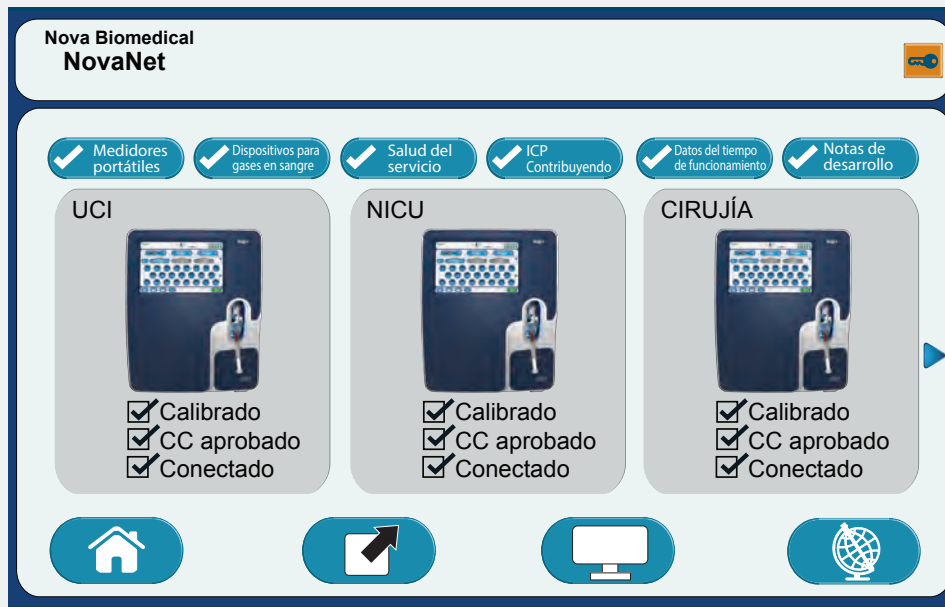 Nova Biomedical
NovaNet
Medidores
portátiles
Dispositivos para
gases en sangre
Salud del
servicio
ICP
Contribuyendo
Datos del tiempo
de funcionamiento
Notas de
desarrollo
UCI
NICU
CIRUJÍA
Calibrado
CC aprobado
Conectado
Calibrado
CC aprobado
Conectado
Calibrado
CC aprobado
Conectado